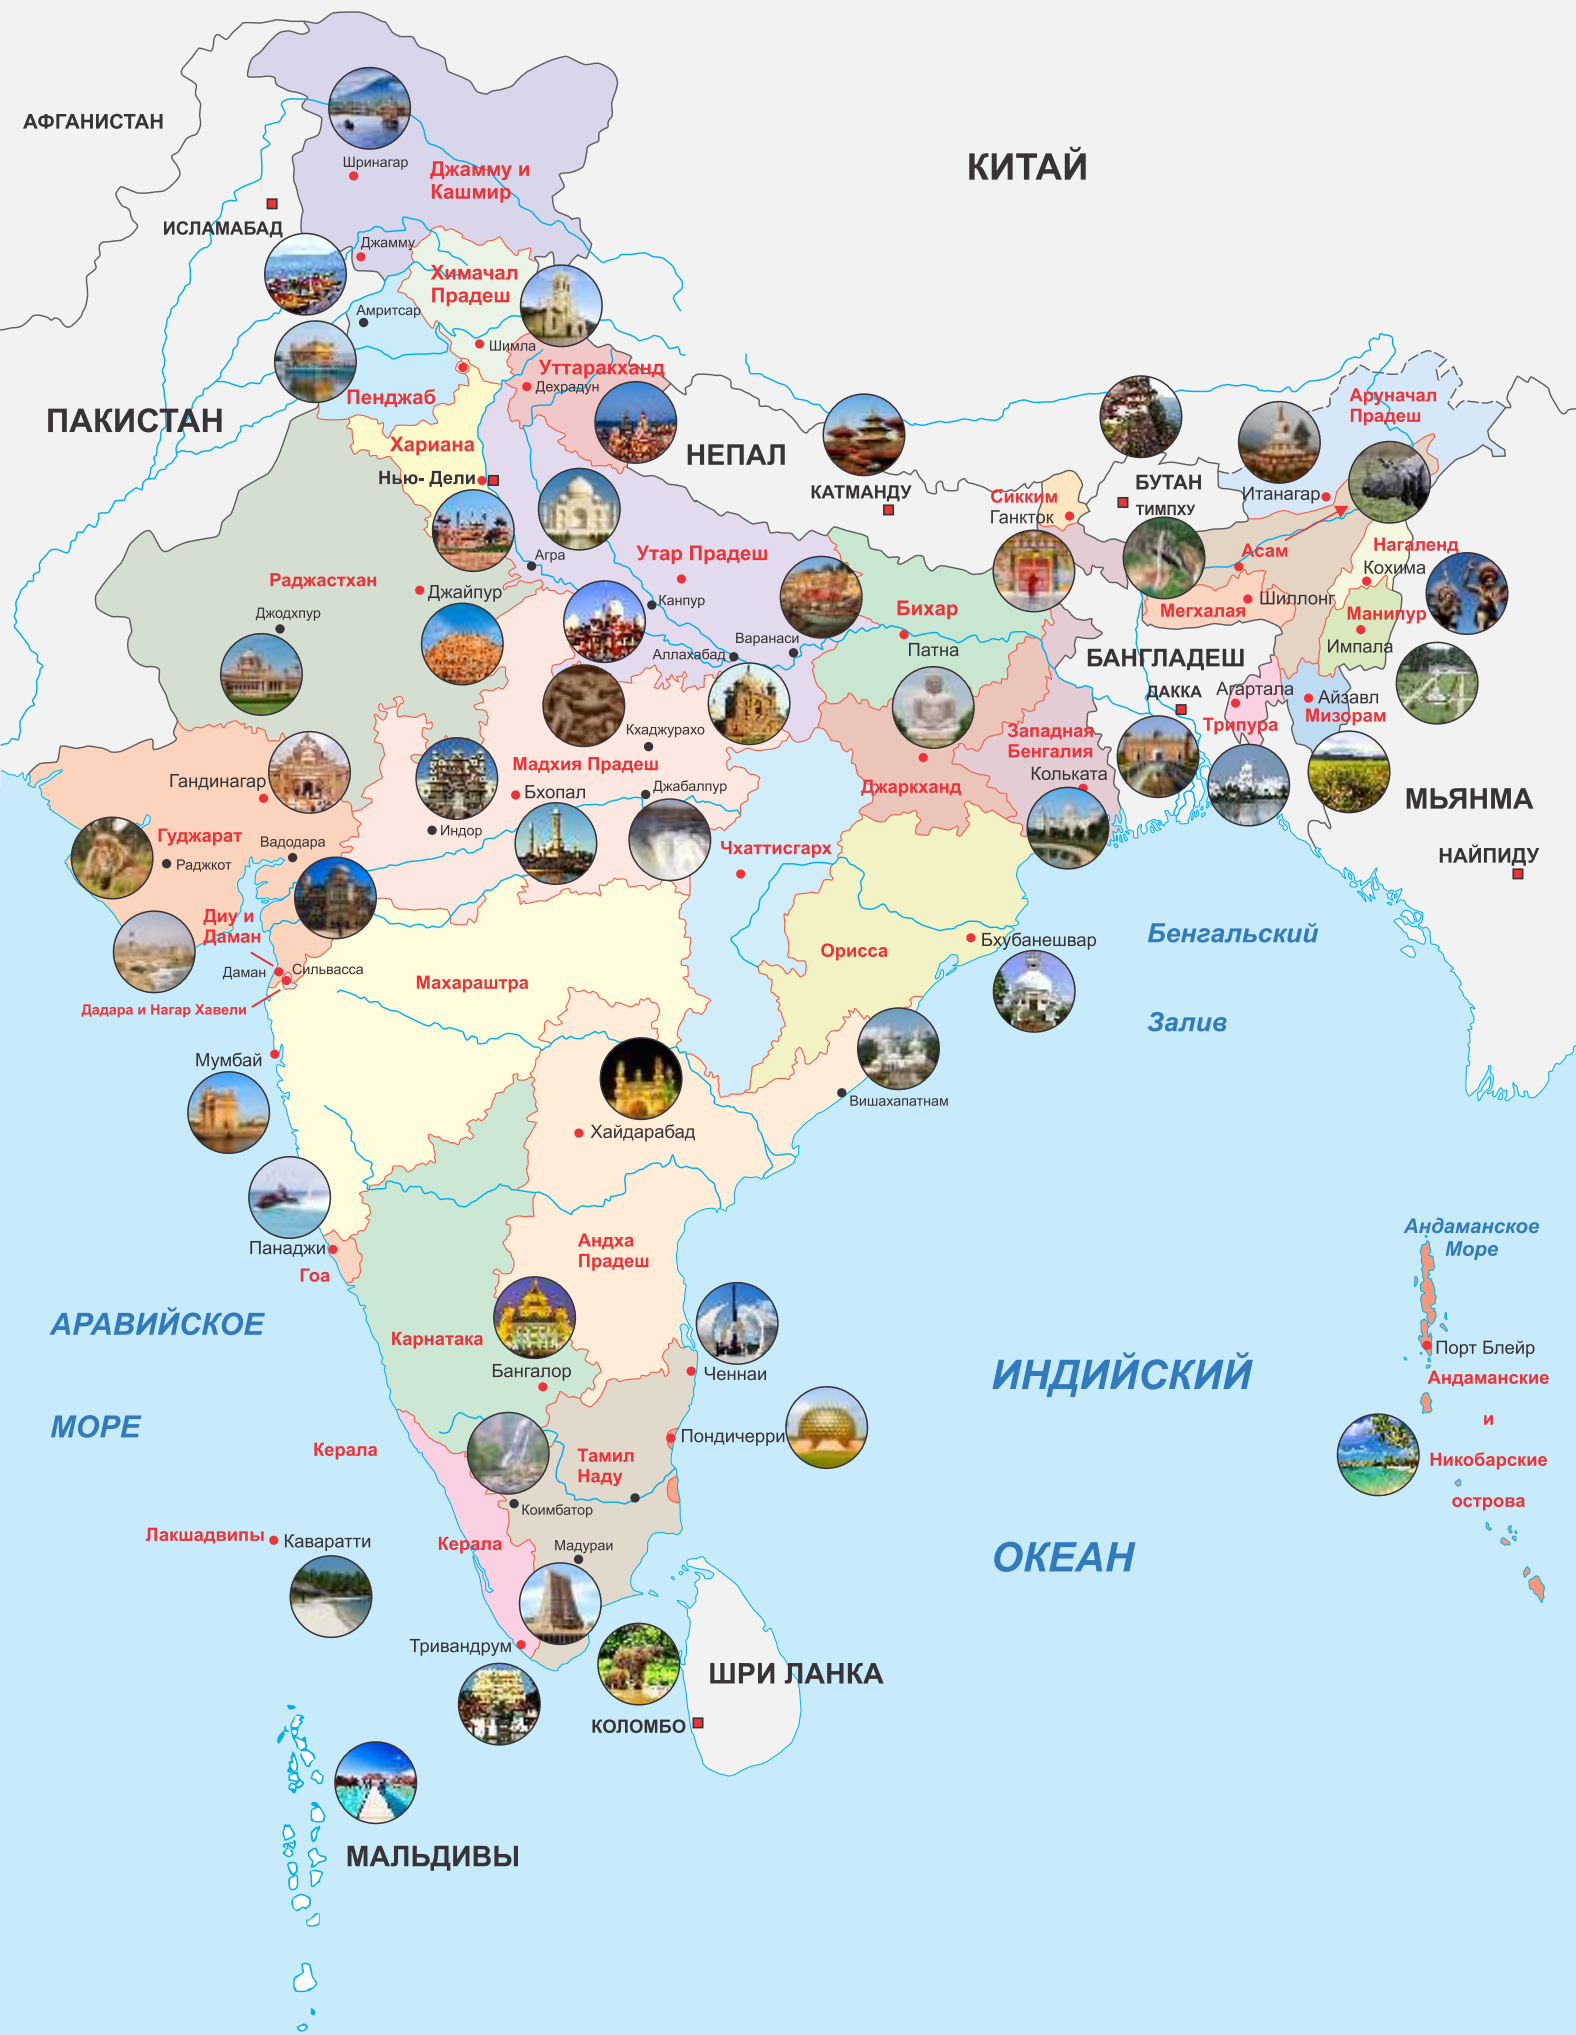 АФГАНИСТАН
КИТАЙ
Шринагар
Джамму и
Кашмир
ИСЛАМАБАД
Джамму
Химачал
Прадеш
Амритсар
Шимла
Уттаракханд
Дехрадун
Пенджаб
ПАКИСТАН
Хариана
Нью- Дели
НЕПАЛ
КАТМАНДУ
Сикким
Ганкток
БУТАН
ТИМПХУ
Аруначал
Прадеш
Итанагар
Асам
Нагаленд
Кохима
Мегхалая
Шиллонг
Манипур
Импала
Агра
Утар Прадеш
Канпур
Раджастхан
Джайпур
Джодхпур
Бихар
Патна
Варанаси
Аллахабад
БАНГЛАДЕШ
ДАККА
Агартала
Трипура
Айзавл
Мизорам
Кхаджурахо
Мадхия Прадеш
Бхопал
Джабалпур
Индор
Западная
Бенгалия
Кольката
Джаркханд
МЬЯНМА
НАЙПИДУ
Гандинагар
Гуджарат
Вадодара
Раджкот
Чхаттисгарх
Диу и
Даман
Даман
Сильвасса
Дадара и Нагар Хавели
Махараштра
Орисса
Бхубанешвар
Бенгальский
Залив
Мумбай
Вишахапатнам
Хайдарабад
Панаджи
Гоа
Андха
Прадеш
Андаманское
Море
АРАВИЙСКОЕ
МОРЕ
Карнатака
Бангалор
Ченнаи
Пондичерри
ИНДИЙСКИЙ
ОКЕАН
Порт Блейр
Андаманские
и
Никобарские
острова
Керала
Тамил
Наду
Коимбатор
Лакшадвипы
Каваратти
Керала
Мадураи
Тривандрум
ШРИ ЛАНКА
КОЛОМБО
МАЛЬДИВЫ